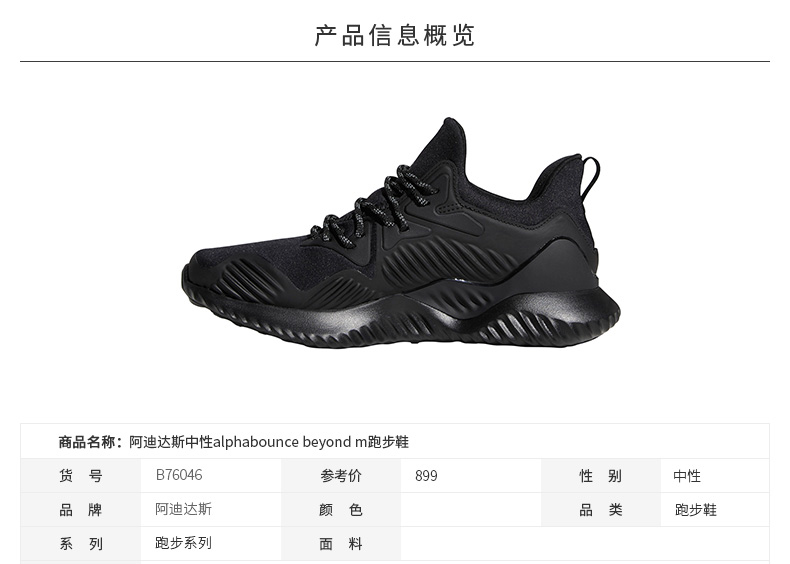 产品信息概览
商品名称：阿迪达斯中性alphabounce beyond m跑步鞋
货 号 B76046 参考价 899 性 别 中性
品 牌 阿迪达斯 颜 色 品 类 跑步鞋
系 列 跑步系列 面 料